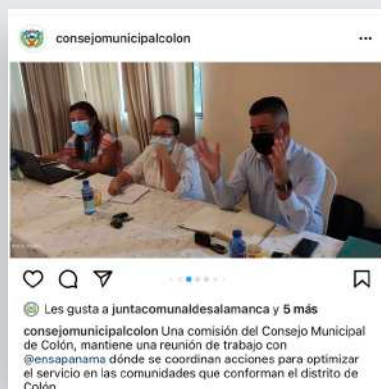 consejomunicipalcolon
Les gusta a juntacomunaldesalamanca y 5 más
consejomunicipalcolon Una comisión del Consejo Municipal
de Colón, mantiene una reunión de trabajo con
@ensapanama dónde se coordinan acciones para optimizar
el servicio en las comunidades que conforman el distrito de
Colón